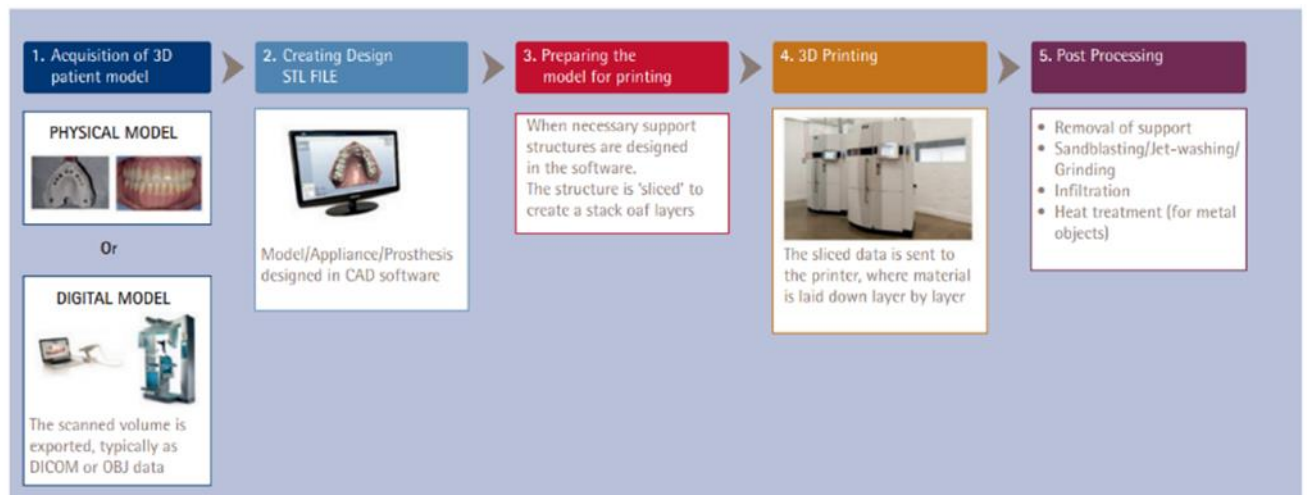 1. Acquisition of 3D
patient model
PHYSICAL MODEL
Or
DIGITAL MODEL
The scanned volume is
exported, typically as
DICOM or OBJ data
2. Creating Design
STL FILE
Model/Appliance/Prosthesis
designed in CAD software
3. Preparing the
model for printing
When necessary support
structures are designed
in the software.
The structure is 'sliced' to
create a stack oaf layers
4. 3D Printing
The sliced data is sent to
the printer, where material
is laid down layer by layer
5. Post Processing
• Removal of support
• Sandblasting/Jet-washing/
Grinding
• Infiltration
• Heat treatment (for metal
objects)